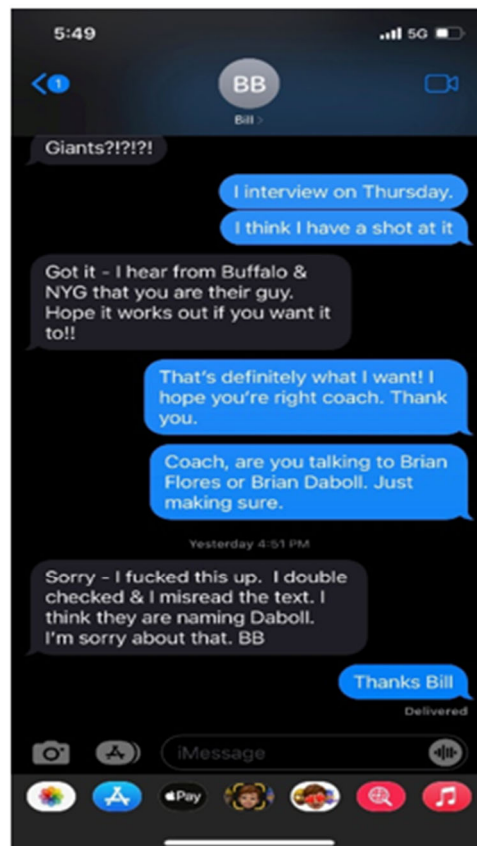 5:49
5G
1
BB
Bill >
Giants?!?!?!
I interview on Thursday.
I think I have a shot at it
Got it - I hear from Buffalo &
NYG that you are their guy.
Hope it works out if you want it
to!!
That's definitely what I want! I
hope you're right coach. Thank
you.
Coach, are you talking to Brian
Flores or Brian Daboll. Just
making sure.
Yesterday 4:51 PM
Sorry - I fucked this up. I double
checked & I misread the text. I
think they are naming Daboll.
I'm sorry about that. BB
Thanks Bill
Delivered
iMessage
Pay